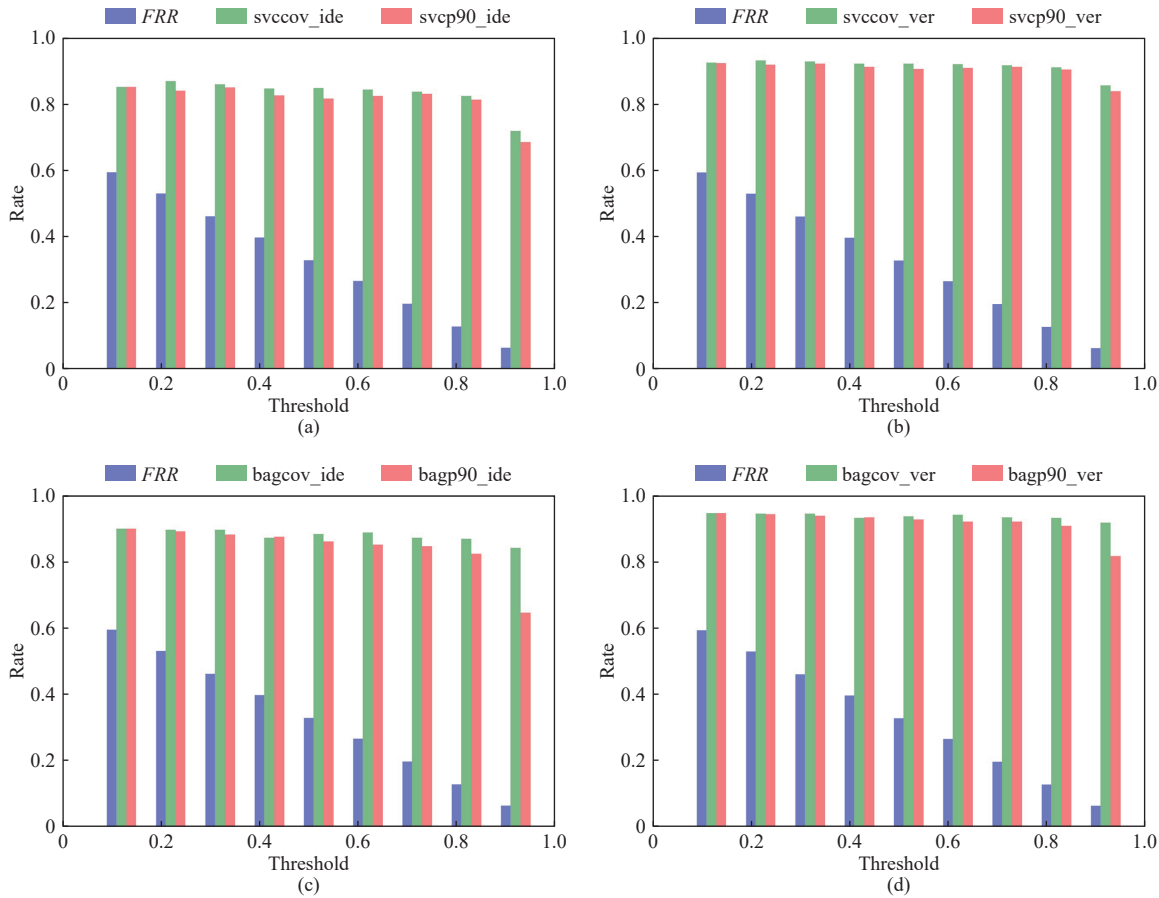 FRR svccov_ide svcp90_ide
1.0
0.8
0.6
0.4
0.2
0
Rate
0 0.2 0.4 0.6 0.8 1.0
Threshold
(a)
FRR svccov_ver svcp90_ver
1.0
0.8
0.6
0.4
0.2
0
Rate
0 0.2 0.4 0.6 0.8 1.0
Threshold
(b)
FRR bagcov_ide bagp90_ide
1.0
0.8
0.6
0.4
0.2
0
Rate
0 0.2 0.4 0.6 0.8 1.0
Threshold
(c)
FRR bagcov_ver bagp90_ver
1.0
0.8
0.6
0.4
0.2
0
Rate
0 0.2 0.4 0.6 0.8 1.0
Threshold
(d)